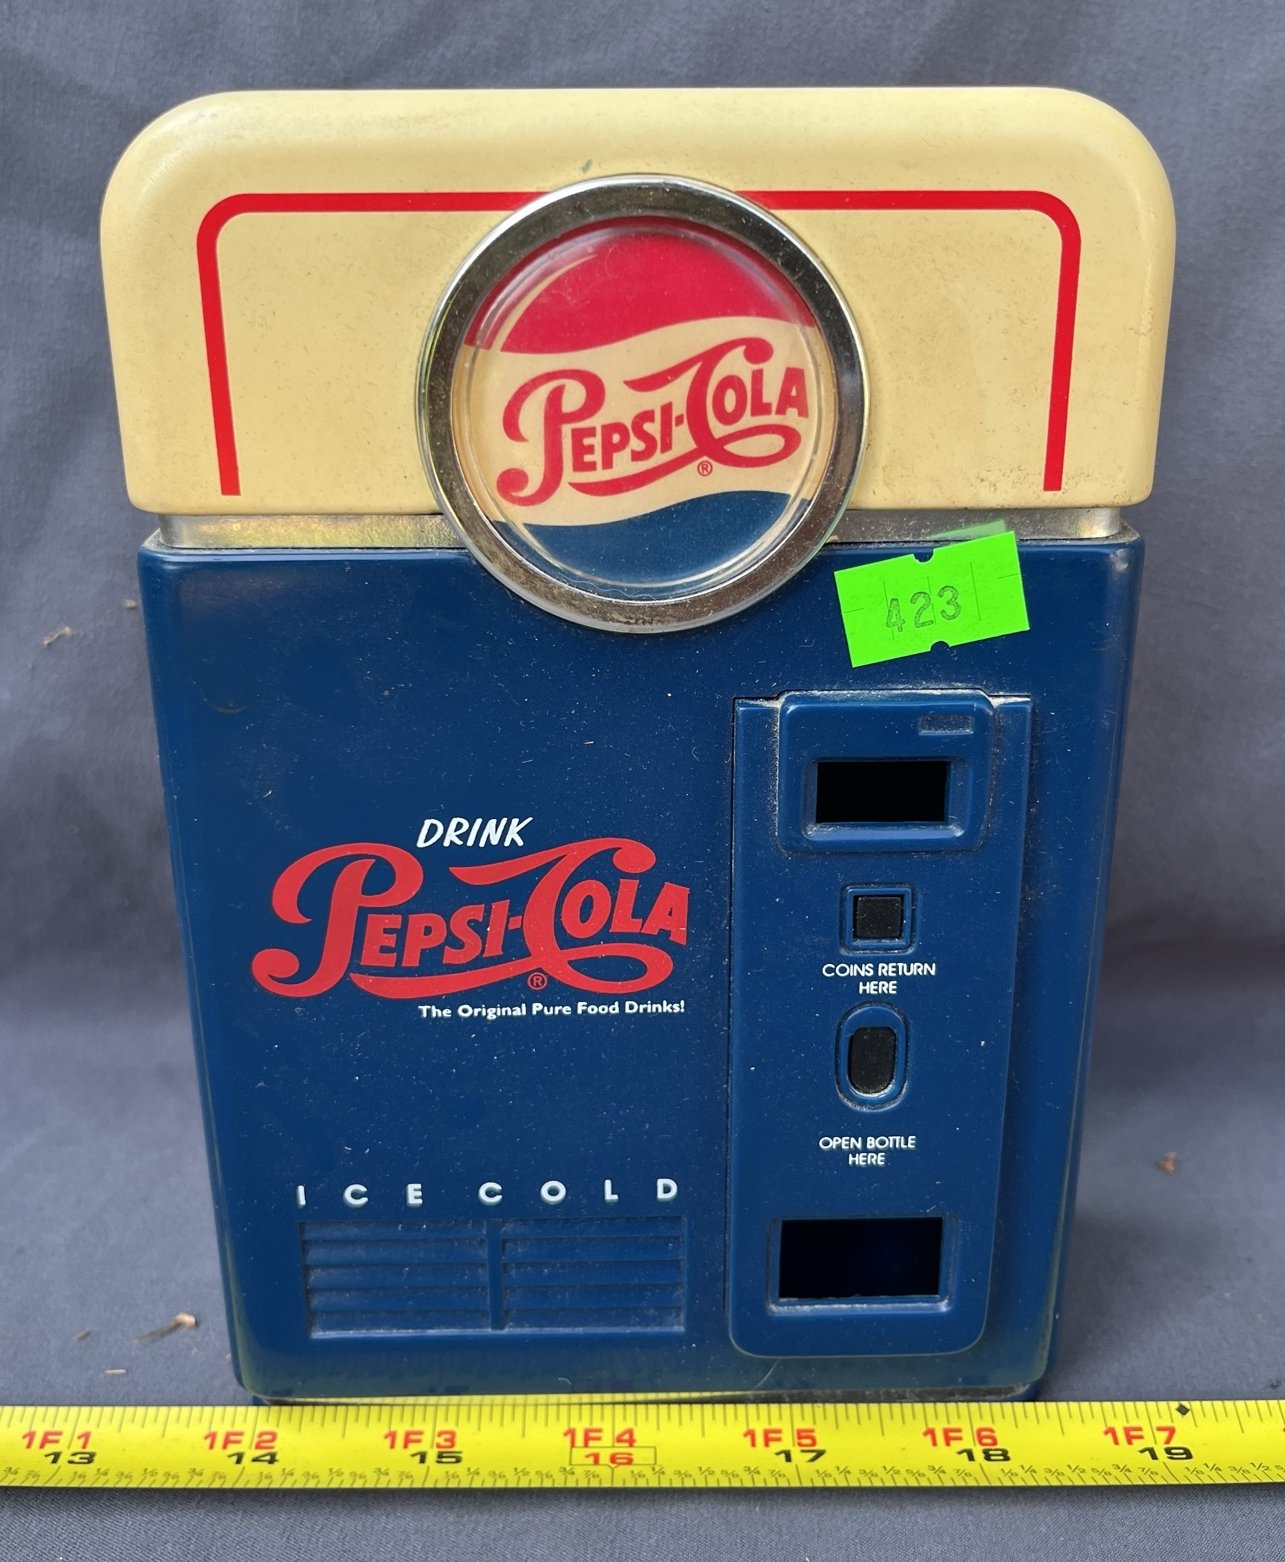 PEPSI-COLA
®
423
DRINK
PEPSI-COLA
®
The Original Pure Food Drinks!
COINS RETURN
HERE
OPEN BOTTLE
HERE
ICE COLD
1F1 1F2 1F3 1F4 1F5 1F6 1F7
13 14 15 16 17 18 19